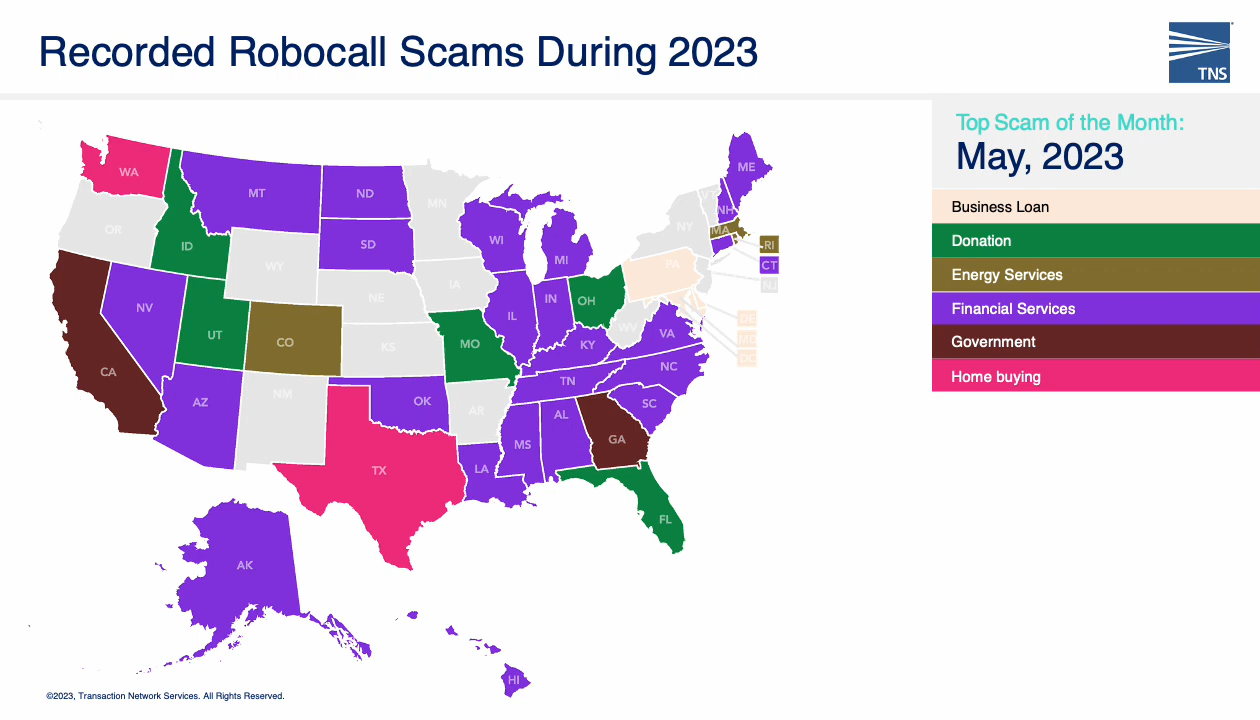 Recorded Robocall Scams During 2023
TNS
Top Scam of the Month:
May, 2023
Business Loan
Donation
Energy Services
Financial Services
Government
Home buying
WA
MT
ND
MN
ME
VT
NH
OR
ID
SD
WI
NY
MA
RI
WY
MI
PA
CT
NJ
NV
NE
IA
IL
IN
OH
DE
UT
CO
KS
MO
WV
VA
MD
KY
DC
CA
NC
TN
AZ
NM
OK
AR
SC
AL
MS
GA
TX
LA
FL
AK
HI
©2023, Transaction Network Services. All Rights Reserved.